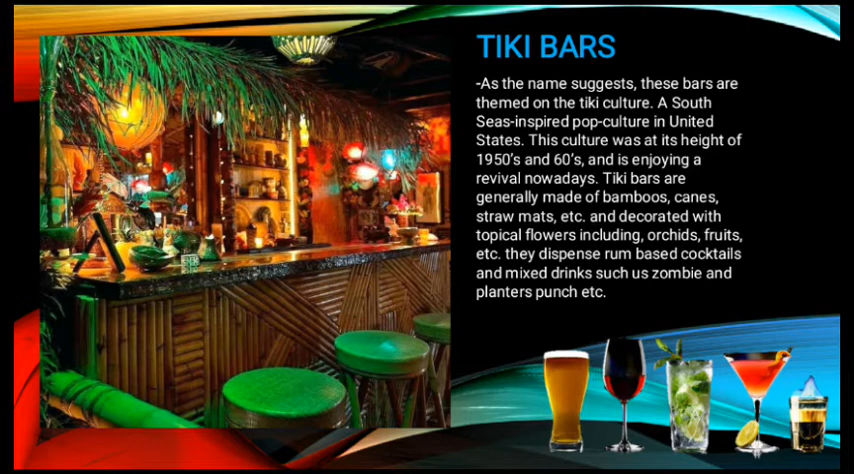 TIKI BARS
-As the name suggests, these bars are
themed on the tiki culture. A South
Seas-inspired pop-culture in United
States. This culture was at its height of
1950's and 60's, and is enjoying a
revival nowadays. Tiki bars are
generally made of bamboos, canes,
straw mats, etc. and decorated with
topical flowers including, orchids, fruits,
etc. they dispense rum based cocktails
and mixed drinks such us zombie and
planters punch etc.